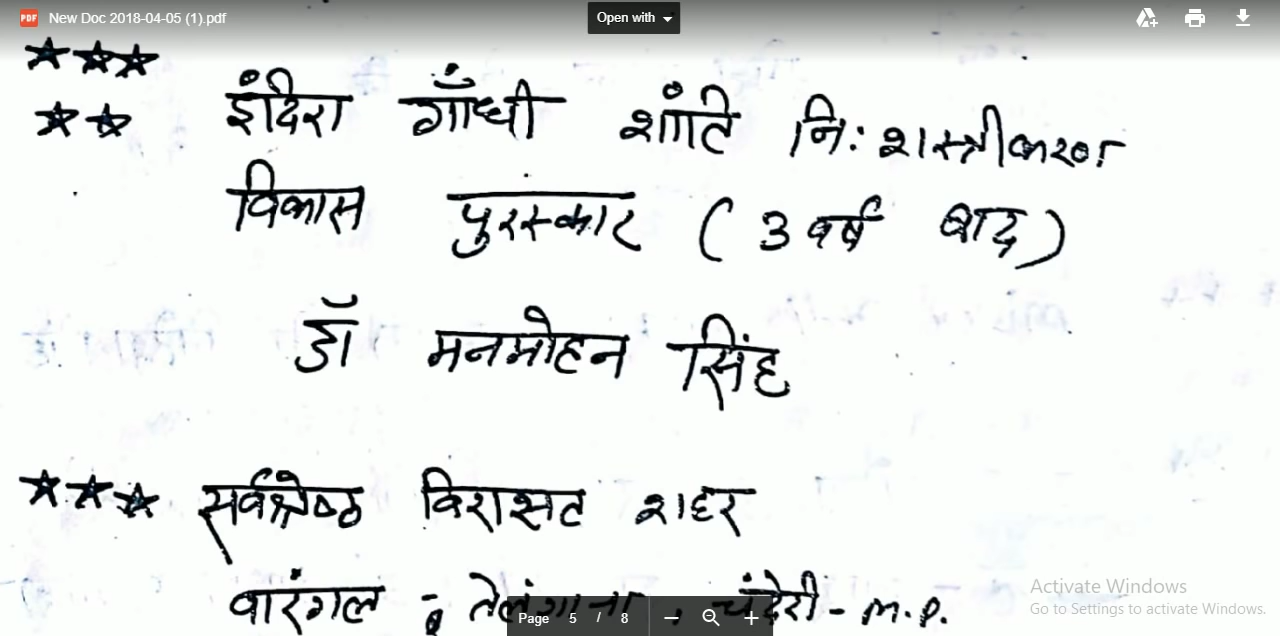 New Doc 2018-04-05 (1).pdf
Open with
इंदिरा गाँधी शांति निःशस्त्रीकरण
विकास पुरस्कार (3 वर्ष बाद)
डॉ मनमोहन सिंह
सर्वश्रेष्ठ विरासट शहर
वारंगल : तेलंगाना, चंदेरी - M.P.
Page 5 / 8
Activate Windows
Go to Settings to activate Windows.